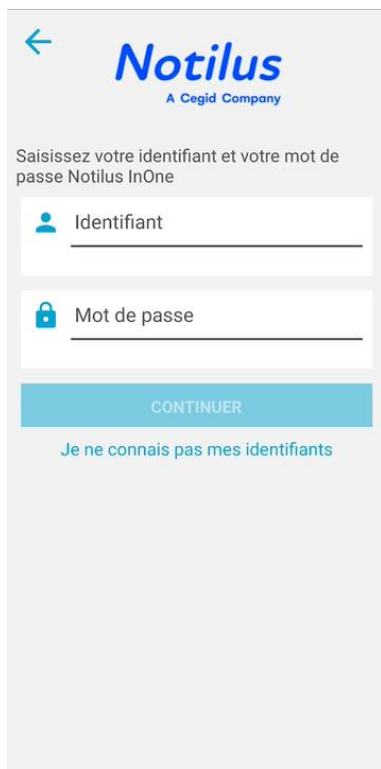 Notilus
A Cegid Company
Saisissez votre identifiant et votre mot de
passe Notilus InOne
Identifiant
Mot de passe
CONTINUER
Je ne connais pas mes identifiants